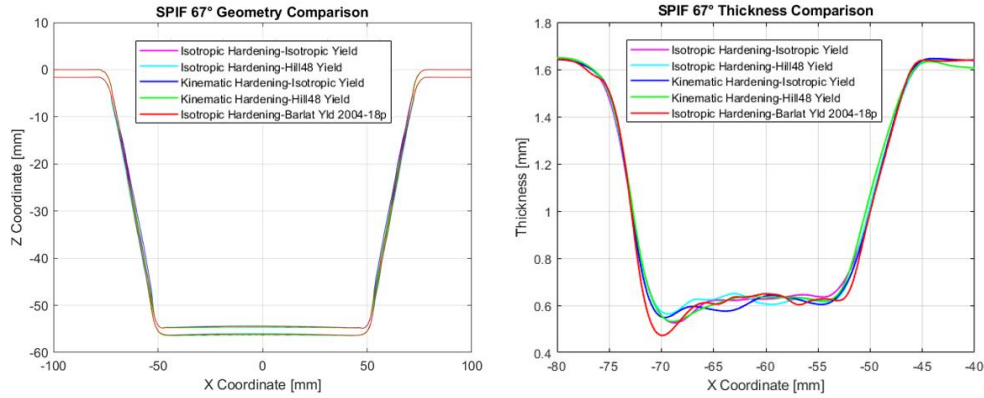 SPIF 67° Geometry Comparison
10
0
-10
-20
-30
-40
-50
-60
Z Coordinate [mm]
Isotropic Hardening-Isotropic Yield
Isotropic Hardening-Hill48 Yield
Kinematic Hardening-Isotropic Yield
Kinematic Hardening-Hill48 Yield
Isotropic Hardening-Barlat Yld 2004-18p
-100 -50 0 50 100
X Coordinate [mm]
SPIF 67° Thickness Comparison
1.8
1.6
1.4
1.2
1
0.8
0.6
0.4
Thickness [mm]
Isotropic Hardening-Isotropic Yield
Isotropic Hardening-Hill48 Yield
Kinematic Hardening-Isotropic Yield
Kinematic Hardening-Hill48 Yield
Isotropic Hardening-Barlat Yld 2004-18p
-80 -75 -70 -65 -60 -55 -50 -45 -40
X Coordinate [mm]